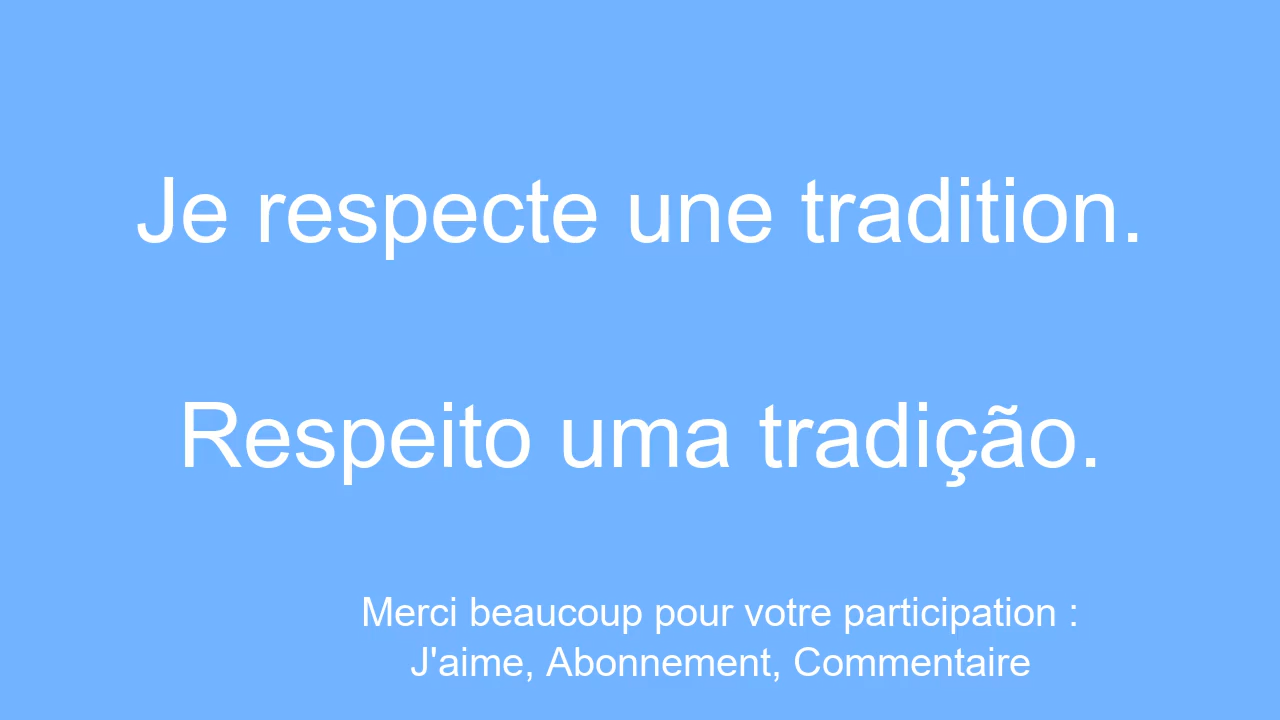 Je respecte une tradition.
Respeito uma tradição.
Merci beaucoup pour votre participation :
J'aime, Abonnement, Commentaire